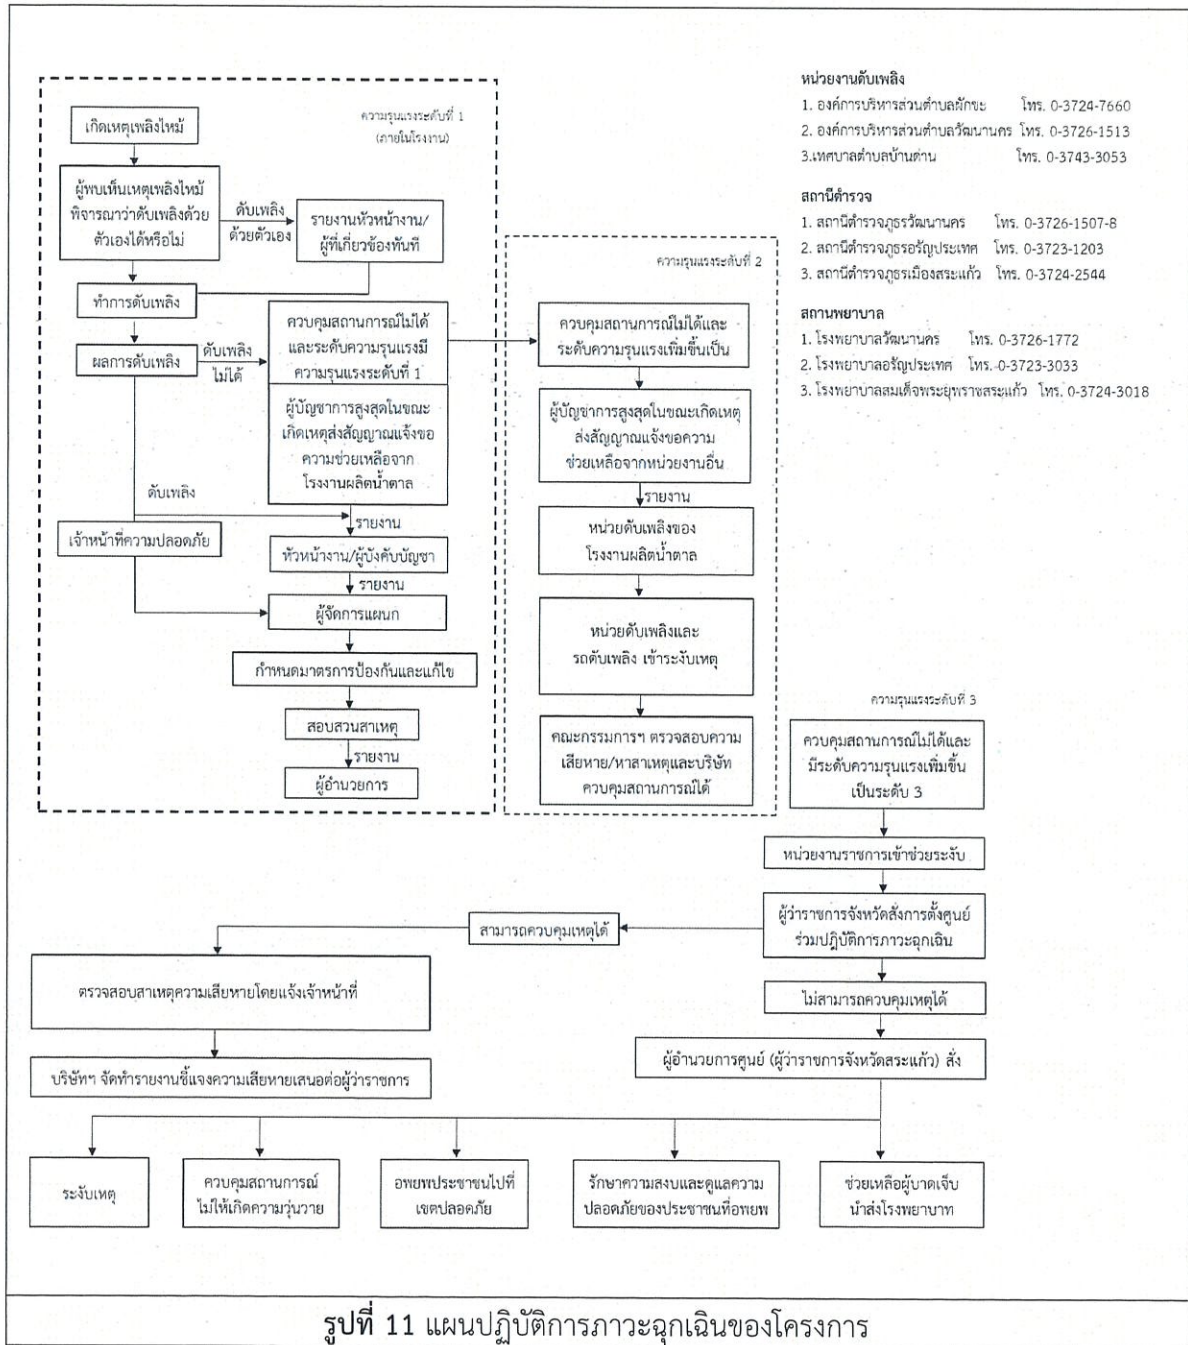 ความรุนแรงระดับที่ 1
(ภายในโรงงาน)
เกิดเหตุเพลิงไหม้
ผู้พบเห็นเหตุเพลิงไหม้
พิจารณาว่าดับเพลิงด้วย
ตัวเองได้หรือไม่
ดับเพลิง
ด้วยตัวเอง
รายงานหัวหน้างาน/
ผู้ที่เกี่ยวข้องทันที
ทำการดับเพลิง
ผลการดับเพลิง
ดับเพลิง
ไม่ได้
ควบคุมสถานการณ์ไม่ได้
และระดับความรุนแรงมี
ความรุนแรงระดับที่ 1
ผู้บัญชาการสูงสุดในขณะ
เกิดเหตุส่งสัญญาณแจ้งขอ
ความช่วยเหลือจาก
โรงงานผลิตน้ำตาล
ดับเพลิง
รายงาน
เจ้าหน้าที่ความปลอดภัย
หัวหน้างาน/ผู้บังคับบัญชา
รายงาน
ผู้จัดการแผนก
กำหนดมาตรการป้องกันและแก้ไข
สอบสวนสาเหตุ
รายงาน
ผู้อำนวยการ
ความรุนแรงระดับที่ 2
ควบคุมสถานการณ์ไม่ได้และ
ระดับความรุนแรงเพิ่มขึ้นเป็น
ผู้บัญชาการสูงสุดในขณะเกิดเหตุ
ส่งสัญญาณแจ้งขอความ
ช่วยเหลือจากหน่วยงานอื่น
รายงาน
หน่วยดับเพลิงของ
โรงงานผลิตน้ำตาล
หน่วยดับเพลิงและ
รถดับเพลิง เข้าระงับเหตุ
คณะกรรมการฯ ตรวจสอบความ
เสียหาย/หาสาเหตุและบริษัท
ควบคุมสถานการณ์ได้
หน่วยงานดับเพลิง
1. องค์การบริหารส่วนตำบลผักขะ โทร. 0-3724-7660
2. องค์การบริหารส่วนตำบลวัฒนานคร โทร. 0-3726-1513
3.เทศบาลตำบลบ้านด่าน โทร. 0-3743-3053
สถานีตำรวจ
1. สถานีตำรวจภูธรวัฒนานคร โทร. 0-3726-1507-8
2. สถานีตำรวจภูธรอรัญประเทศ โทร. 0-3723-1203
3. สถานีตำรวจภูธรเมืองสระแก้ว โทร. 0-3724-2544
สถานพยาบาล
1. โรงพยาบาลวัฒนานคร โทร. 0-3726-1772
2. โรงพยาบาลอรัญประเทศ โทร. 0-3723-3033
3. โรงพยาบาลสมเด็จพระยุพราชสระแก้ว โทร. 0-3724-3018
ความรุนแรงระดับที่ 3
ควบคุมสถานการณ์ไม่ได้และ
มีระดับความรุนแรงเพิ่มขึ้น
เป็นระดับ 3
หน่วยงานราชการเข้าช่วยระงับ
ผู้ว่าราชการจังหวัดสั่งการตั้งศูนย์
ร่วมปฏิบัติการภาวะฉุกเฉิน
สามารถควบคุมเหตุได้
ตรวจสอบสาเหตุความเสียหายโดยแจ้งเจ้าหน้าที่
ไม่สามารถควบคุมเหตุได้
ผู้อำนวยการศูนย์ (ผู้ว่าราชการจังหวัดสระแก้ว) สั่ง
บริษัทฯ จัดทำรายงานชี้แจงความเสียหายเสนอต่อผู้ว่าราชการ
ระงับเหตุ
ควบคุมสถานการณ์
ไม่ให้เกิดความวุ่นวาย
อพยพประชาชนไปที่
เขตปลอดภัย
รักษาความสงบและดูแลความ
ปลอดภัยของประชาชนที่อพยพ
ช่วยเหลือผู้บาดเจ็บ
นำส่งโรงพยาบาท
รูปที่ 11 แผนปฏิบัติการภาวะฉุกเฉินของโครงการ